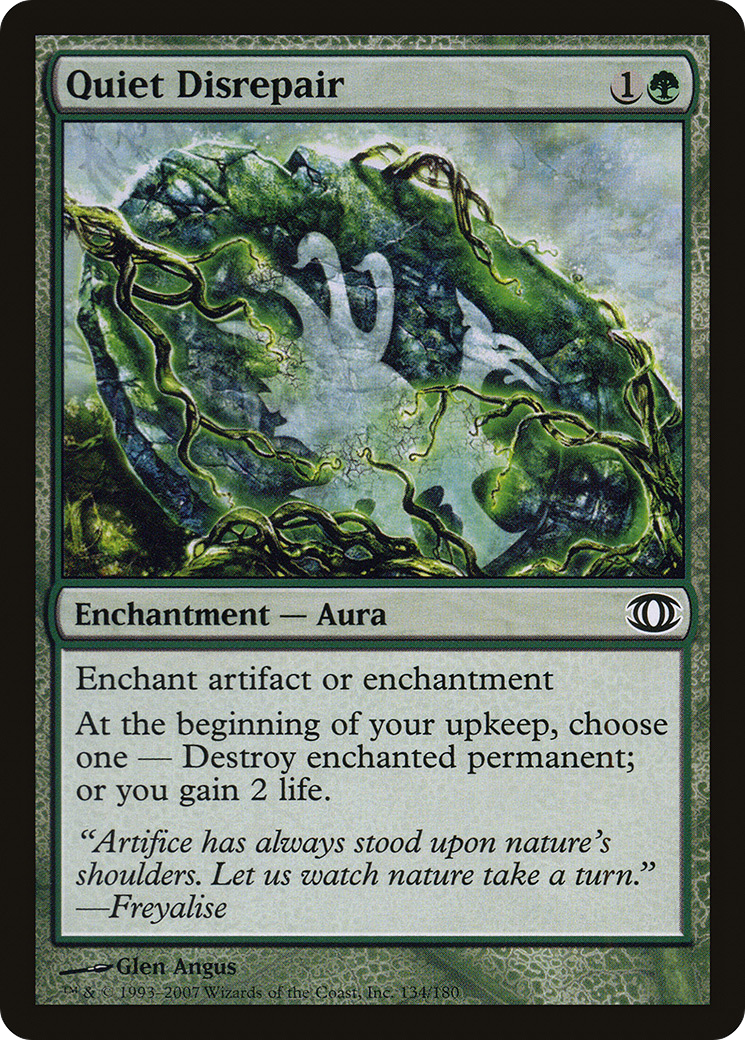 Quiet Disrepair 1
Enchantment — Aura
Enchant artifact or enchantment
At the beginning of your upkeep, choose
one — Destroy enchanted permanent;
or you gain 2 life.
“Artifice has always stood upon nature’s
shoulders. Let us watch nature take a turn.”
—Freyalise
Glen Angus
™ & © 1993–2007 Wizards of the Coast, Inc. 134/180